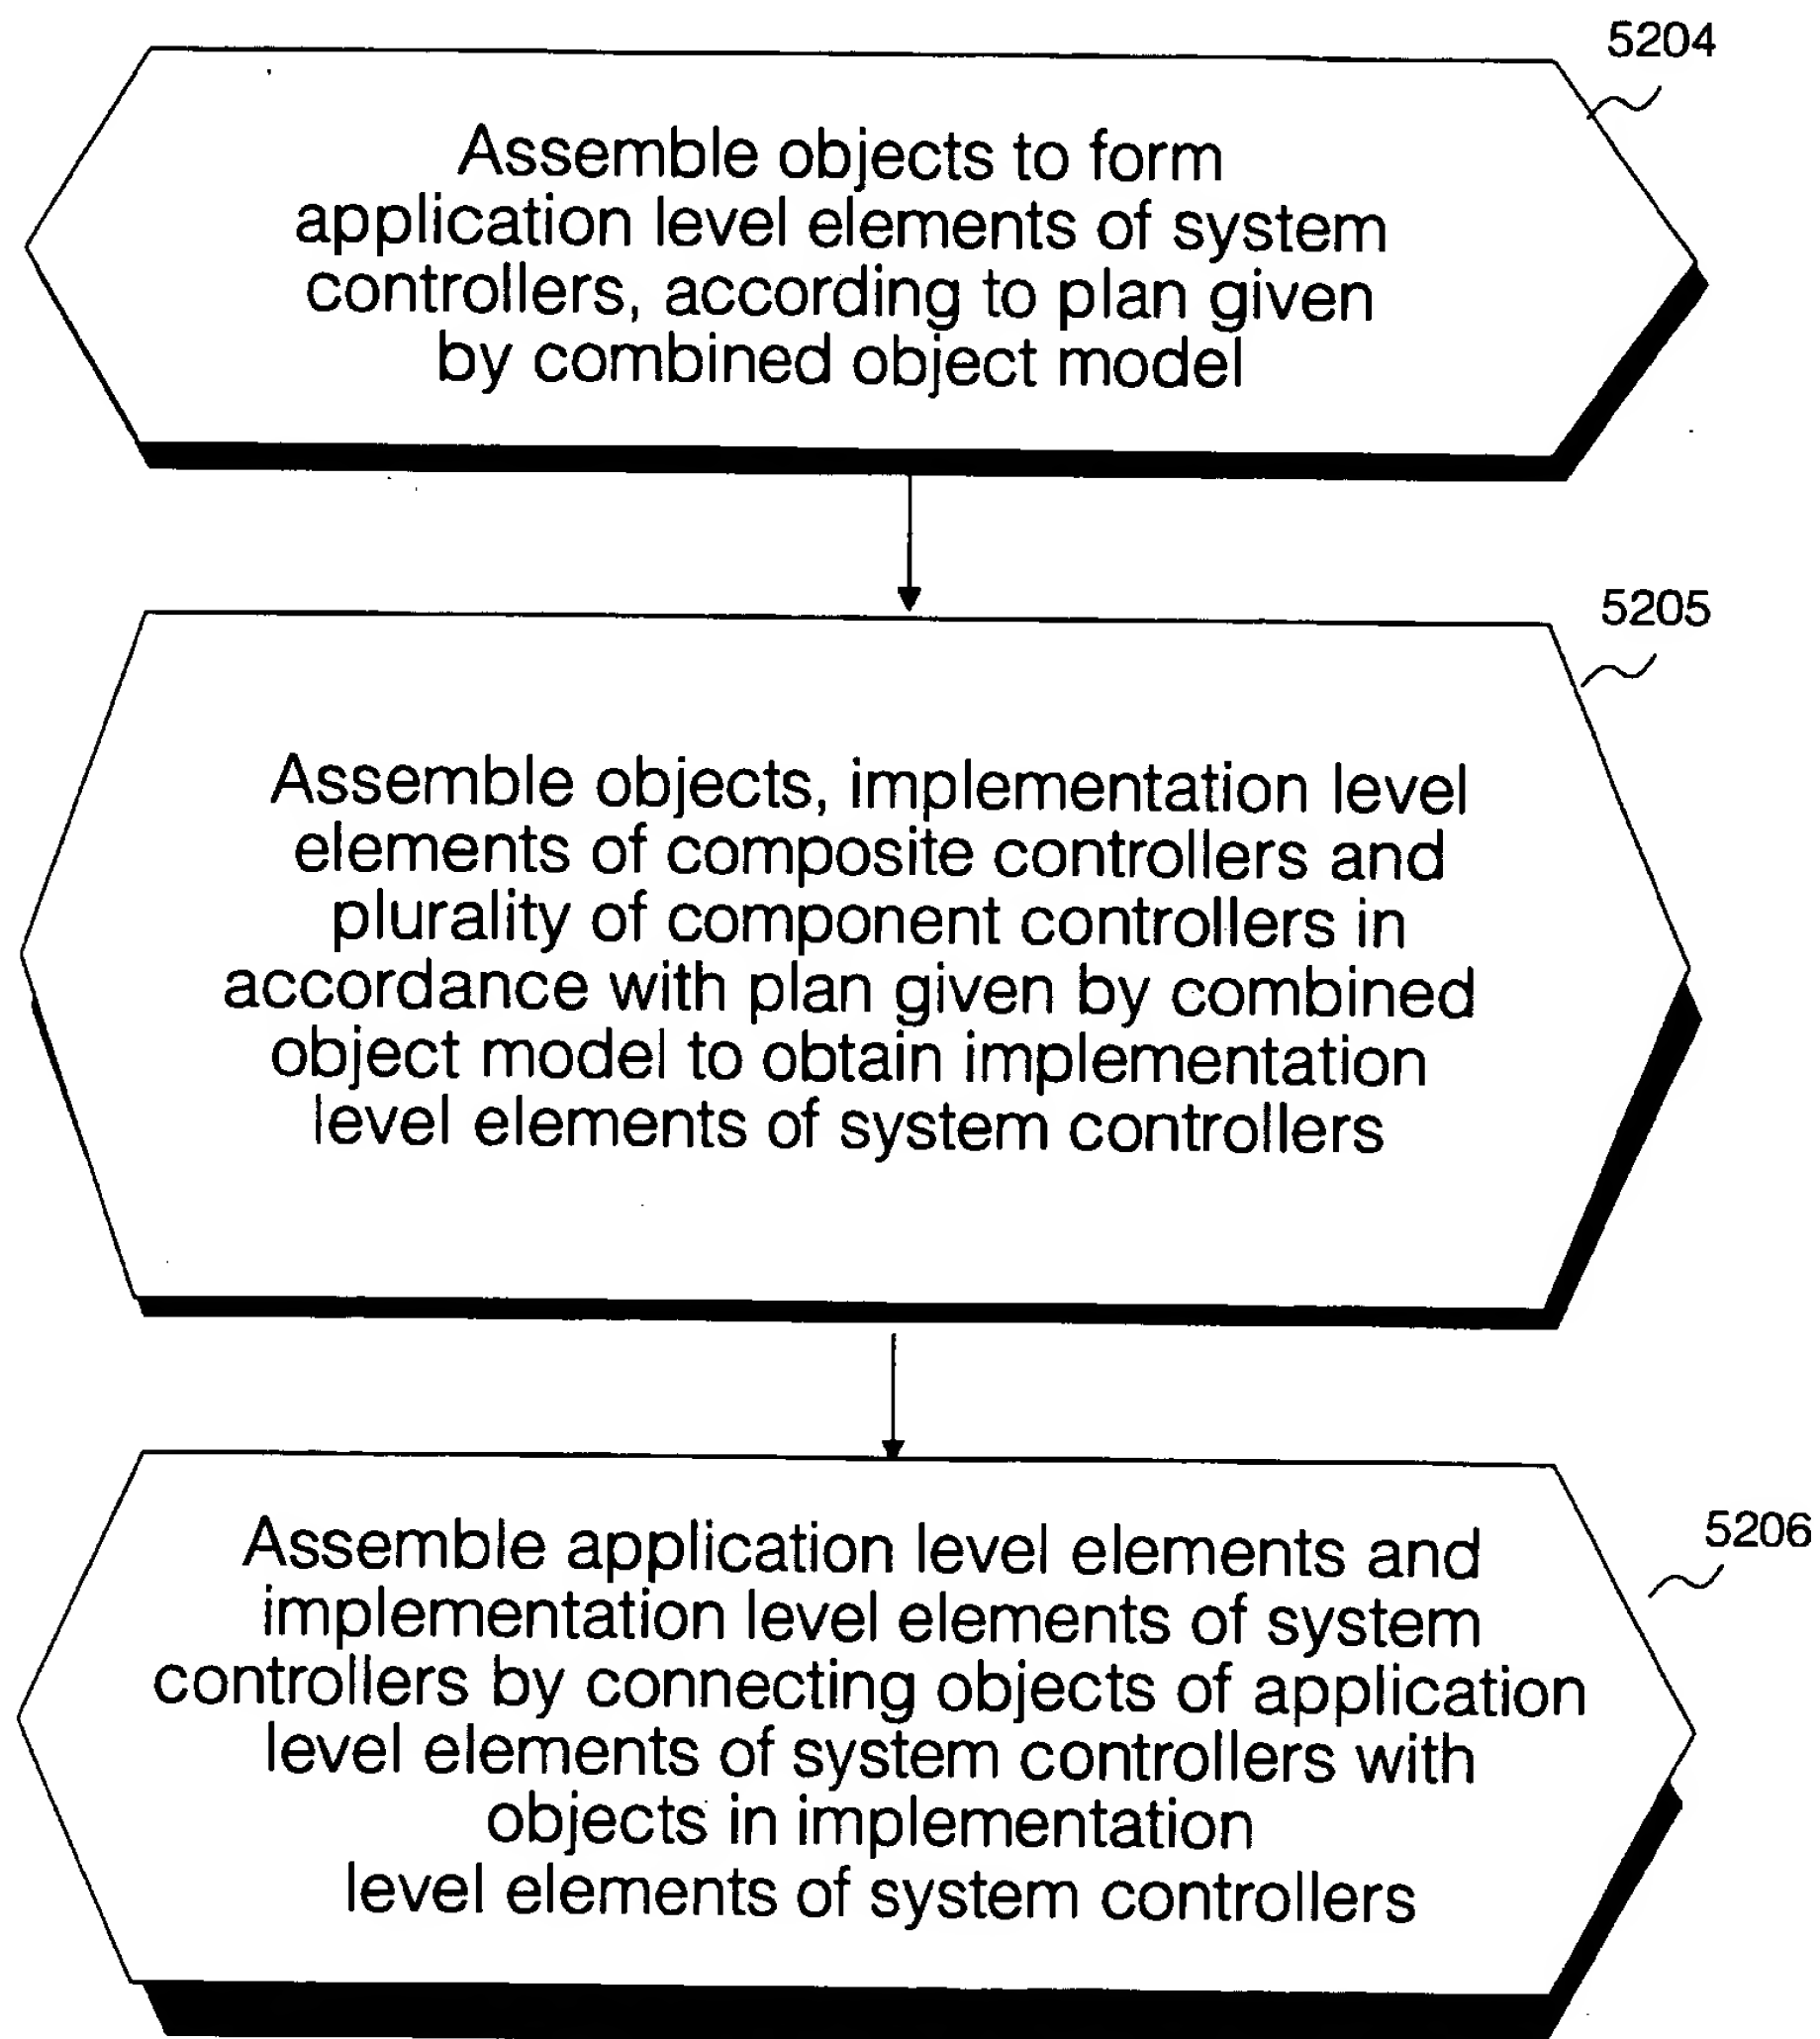 5204
Assemble objects to form
application level elements of system
controllers, according to plan given
by combined object model
5205
Assemble objects, implementation level
elements of composite controllers and
plurality of component controllers in
accordance with plan given by combined
object model to obtain implementation
level elements of system controllers
5206
Assemble application level elements and
implementation level elements of system
controllers by connecting objects of application
level elements of system controllers with
objects in implementation
level elements of system controllers